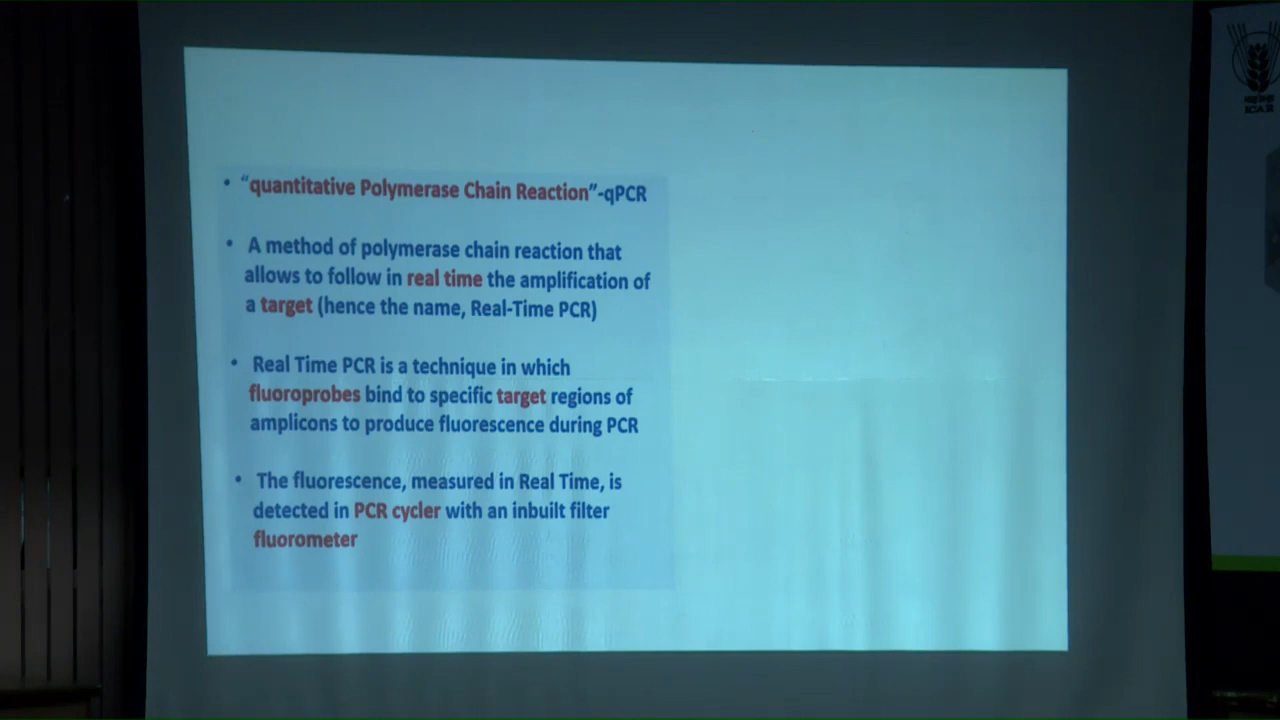 • “quantitative Polymerase Chain Reaction”-qPCR
• A method of polymerase chain reaction that
allows to follow in real time the amplification of
a target (hence the name, Real-Time PCR)
• Real Time PCR is a technique in which
fluoroprobes bind to specific target regions of
amplicons to produce fluorescence during PCR
• The fluorescence, measured in Real Time, is
detected in PCR cycler with an inbuilt filter
fluorometer
ICAR